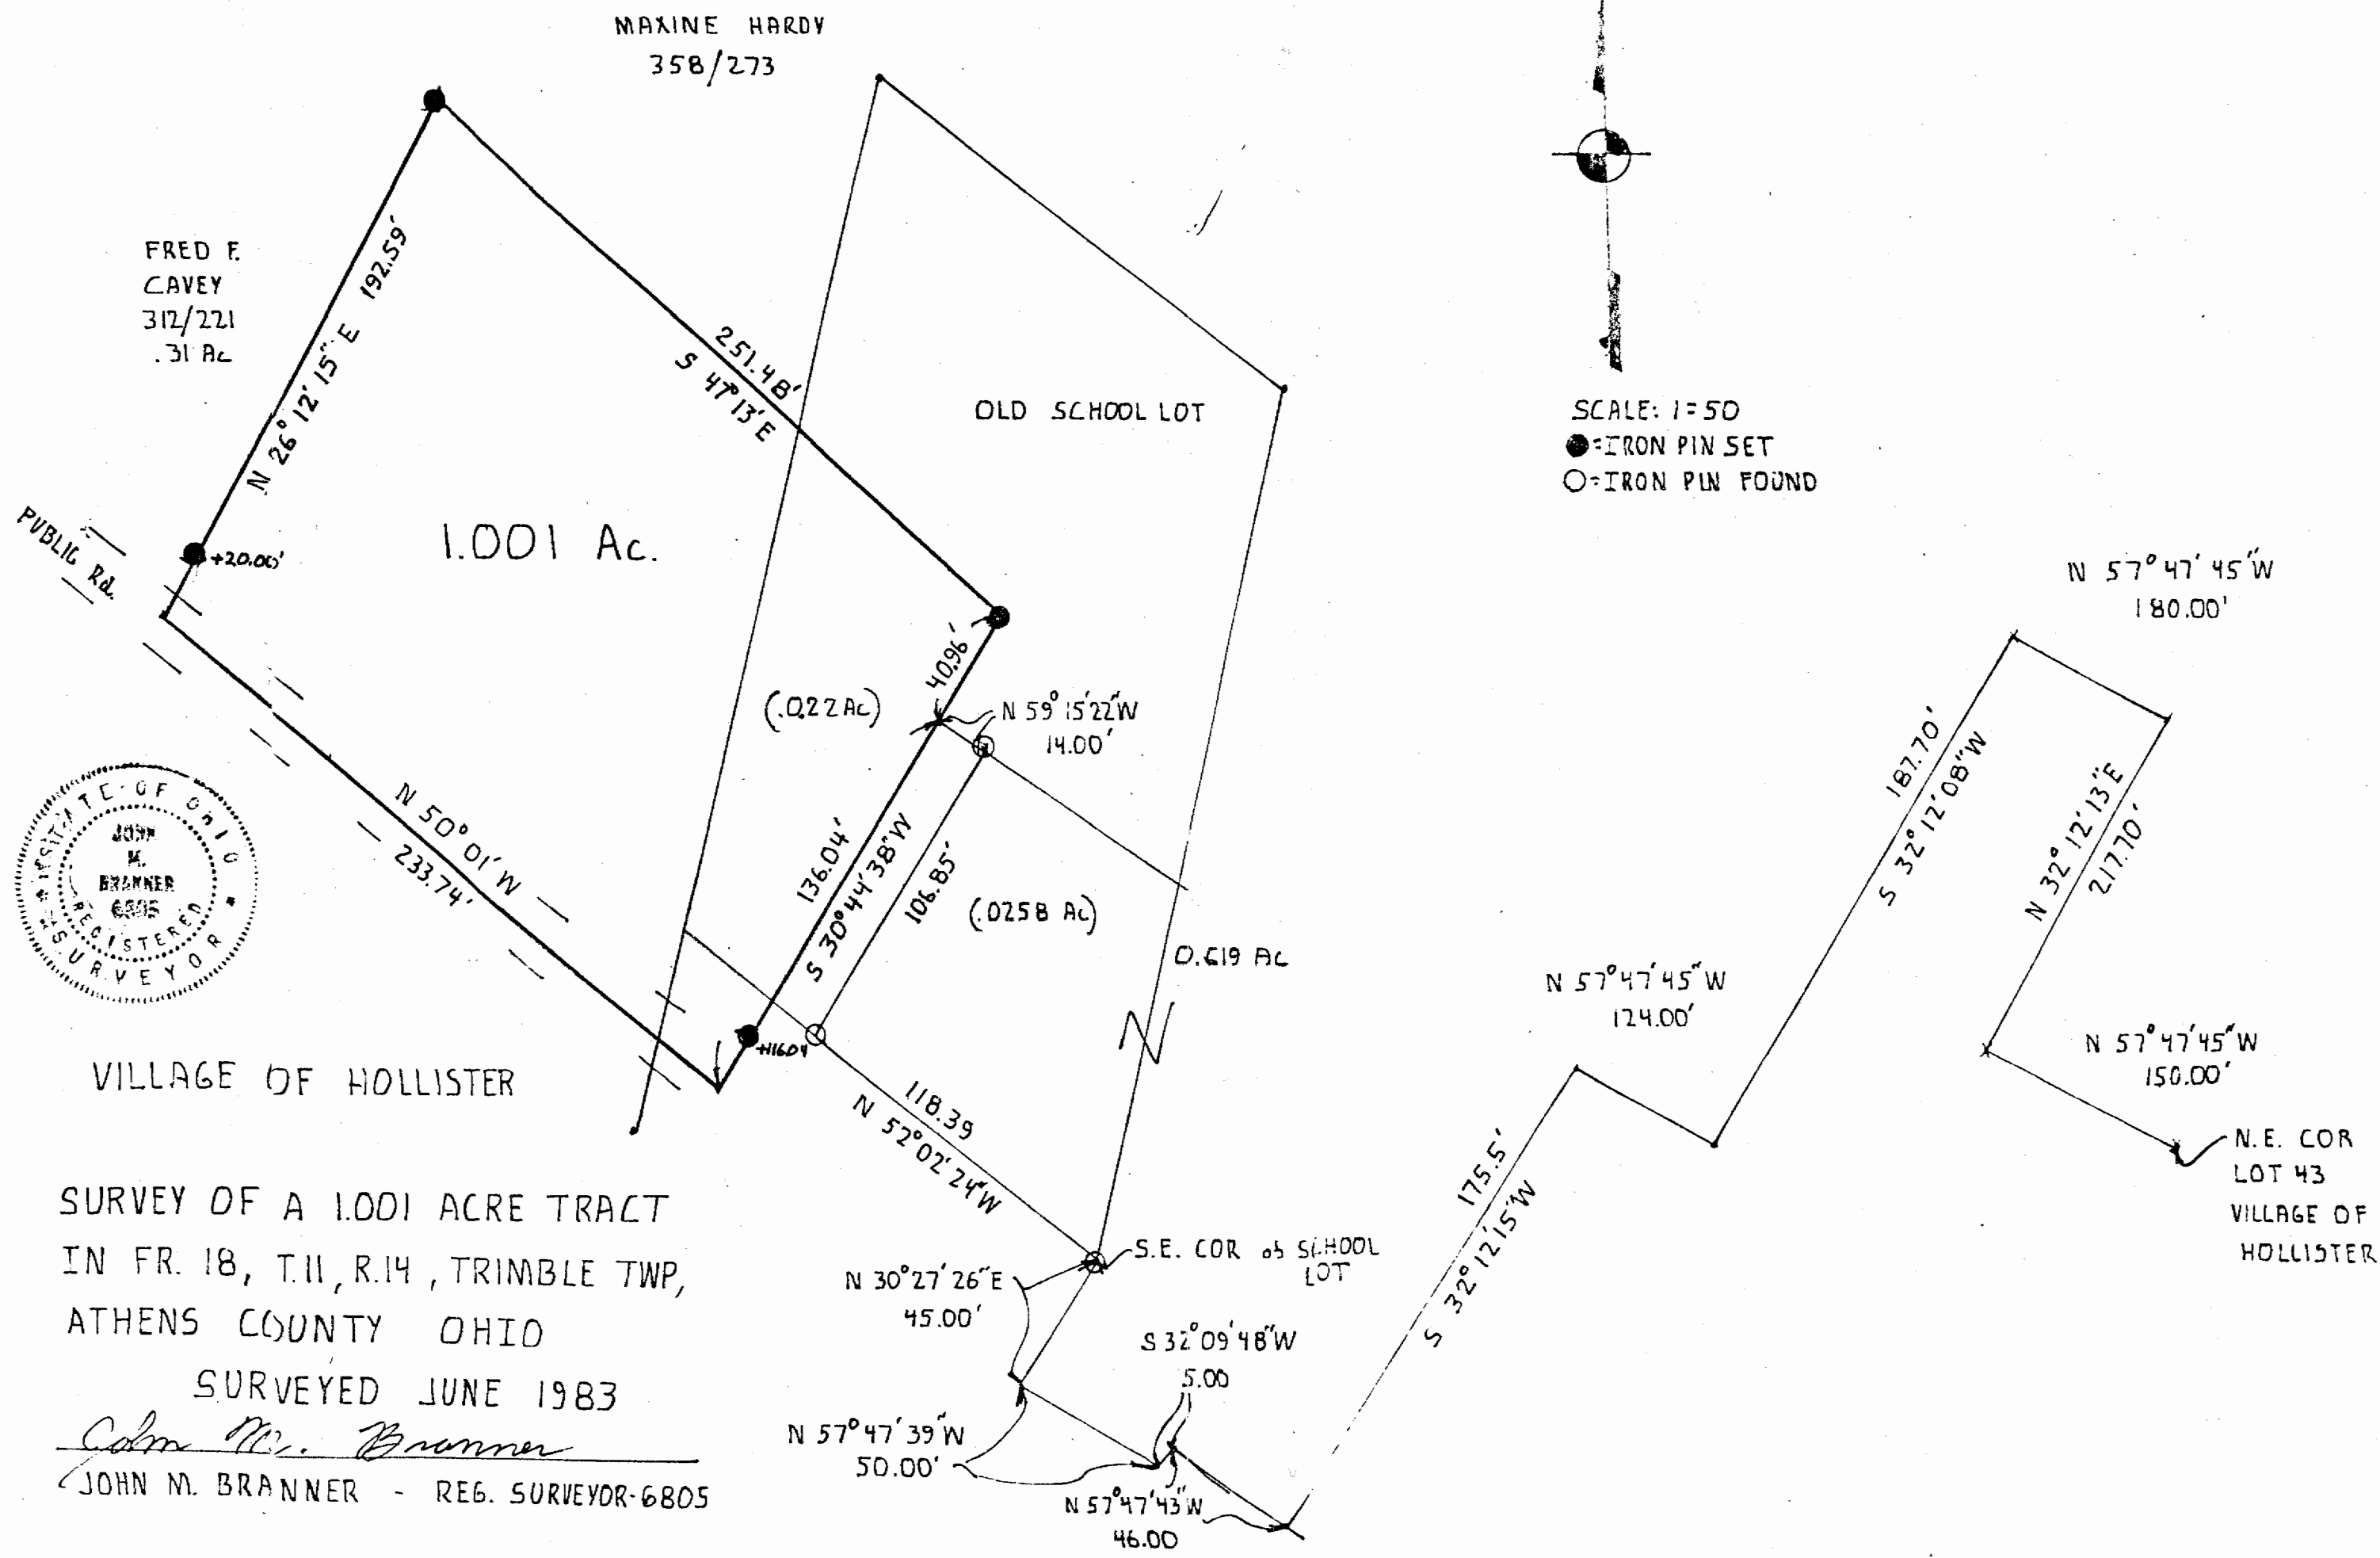 MAXINE HARDY
358/273
FRED F.
CAVEY
312/221
.31 Ac
N 26° 12' 15" E 192.59'
251.48'
S 47° 13' E
OLD SCHOOL LOT
SCALE: 1=50
=IRON PIN SET
=IRON PIN FOUND
PUBLIC Rd.
+20.00'
1.001 Ac.
40.96'
(.022 Ac)
N 59° 15' 22" W
14.00'
N 50° 01' W
233.74'
136.04'
S 30° 44' 38" W
106.85'
(.0258 Ac)
0.619 Ac
+116.04
118.39
N 52° 02' 24" W
STATE OF OHIO
JOHN
M.
BRANNER
6805
REGISTERED
SURVEYOR
VILLAGE OF HOLLISTER
SURVEY OF A 1.001 ACRE TRACT
IN FR. 18, T.11, R.14, TRIMBLE TWP,
ATHENS COUNTY OHIO
SURVEYED JUNE 1983
John M. Branner
JOHN M. BRANNER - REG. SURVEYOR-6805
S.E. COR of SCHOOL
LOT
N 30° 27' 26" E
45.00'
S 32° 09' 48" W
5.00
N 57° 47' 39" W
50.00'
N 57° 47' 43" W
46.00
175.5'
S 32° 12' 15" W
N 57° 47' 45" W
124.00'
187.70'
S 32° 12' 08" W
N 57° 47' 45" W
180.00'
N 32° 12' 13" E
217.70'
N 57° 47' 45" W
150.00'
N.E. COR
LOT 43
VILLAGE OF
HOLLISTER